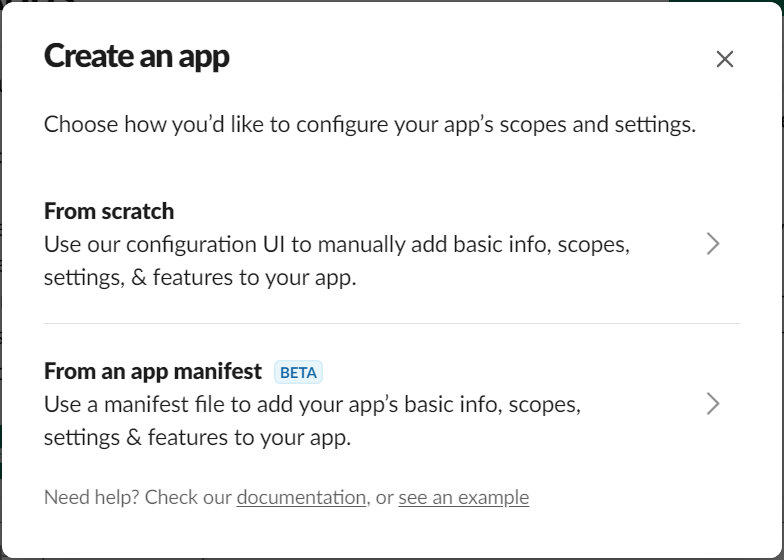 Create an app
Choose how you’d like to configure your app’s scopes and settings.
From scratch
Use our configuration UI to manually add basic info, scopes,
settings, & features to your app.
From an app manifest BETA
Use a manifest file to add your app’s basic info, scopes,
settings & features to your app.
Need help? Check our documentation, or see an example